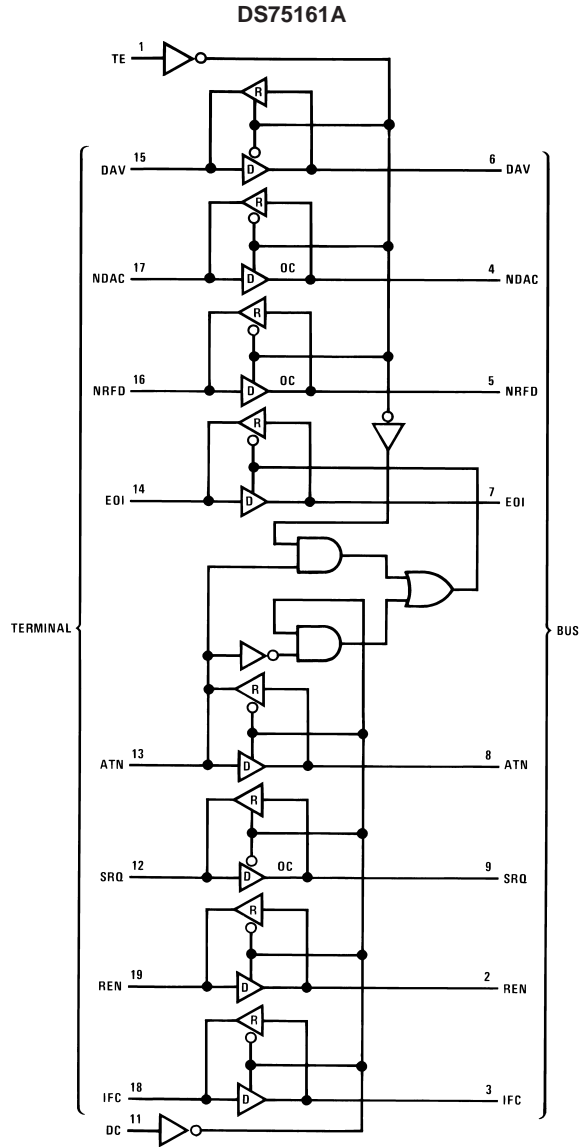 DS75161A
TE 1
R
DAV 15 D 6 DAV
R
NDAC 17 D OC 4 NDAC
R
NRFD 16 D OC 5 NRFD
R
EOI 14 D 7 EOI
TERMINAL BUS
R
ATN 13 D 8 ATN
R
SRQ 12 D OC 9 SRQ
R
REN 19 D 2 REN
R
IFC 18 D 3 IFC
DC 11